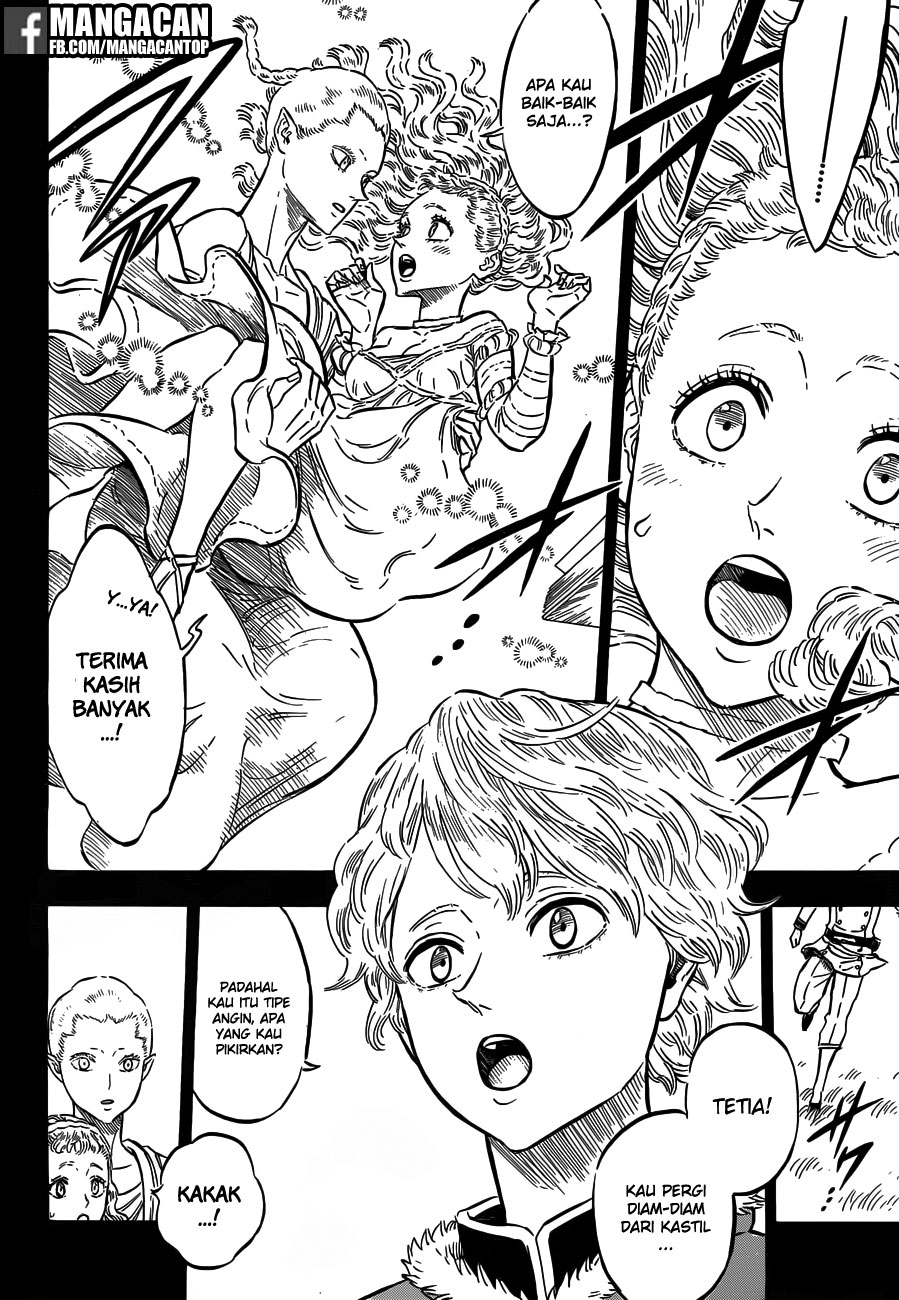 f MANGACAN
FB.COM/MANGACANTOP
.........
APA KAU
BAIK-BAIK
SAJA...?
Y...YA!
TERIMA
KASIH
BANYAK
...!
TETIA!
KAU PERGI
DIAM-DIAM
DARI KASTIL
...
PADAHAL
KAU ITU TIPE
ANGIN, APA
YANG KAU
PIKIRKAN?
KAKAK
...!